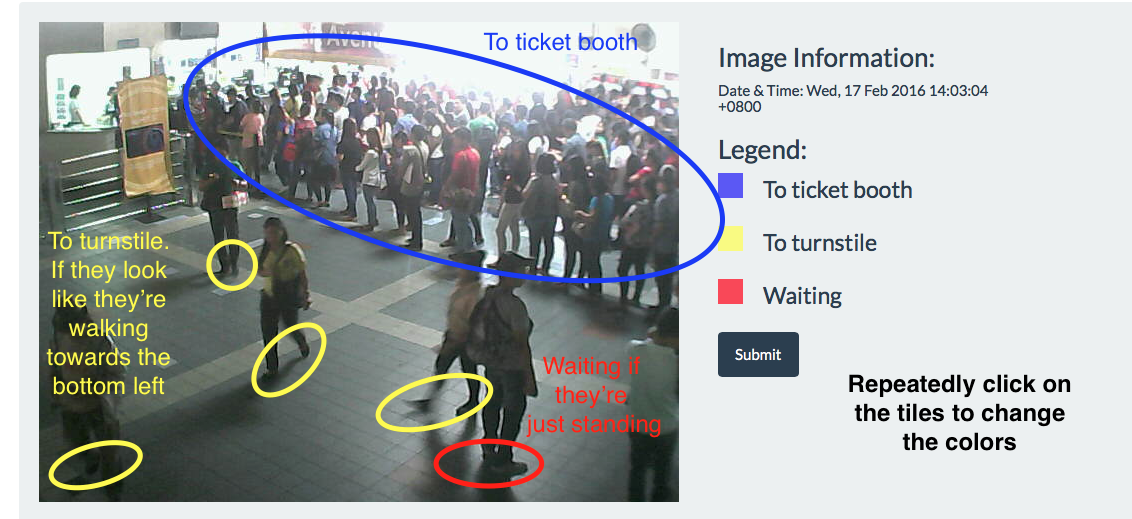 To ticket booth
To turnstile.
If they look
like they're
walking
towards the
bottom left
Waiting if
they're
just standing
Image Information:
Date & Time: Wed, 17 Feb 2016 14:03:04
+0800
Legend:
To ticket booth
To turnstile
Waiting
Submit
Repeatedly click on
the tiles to change
the colors